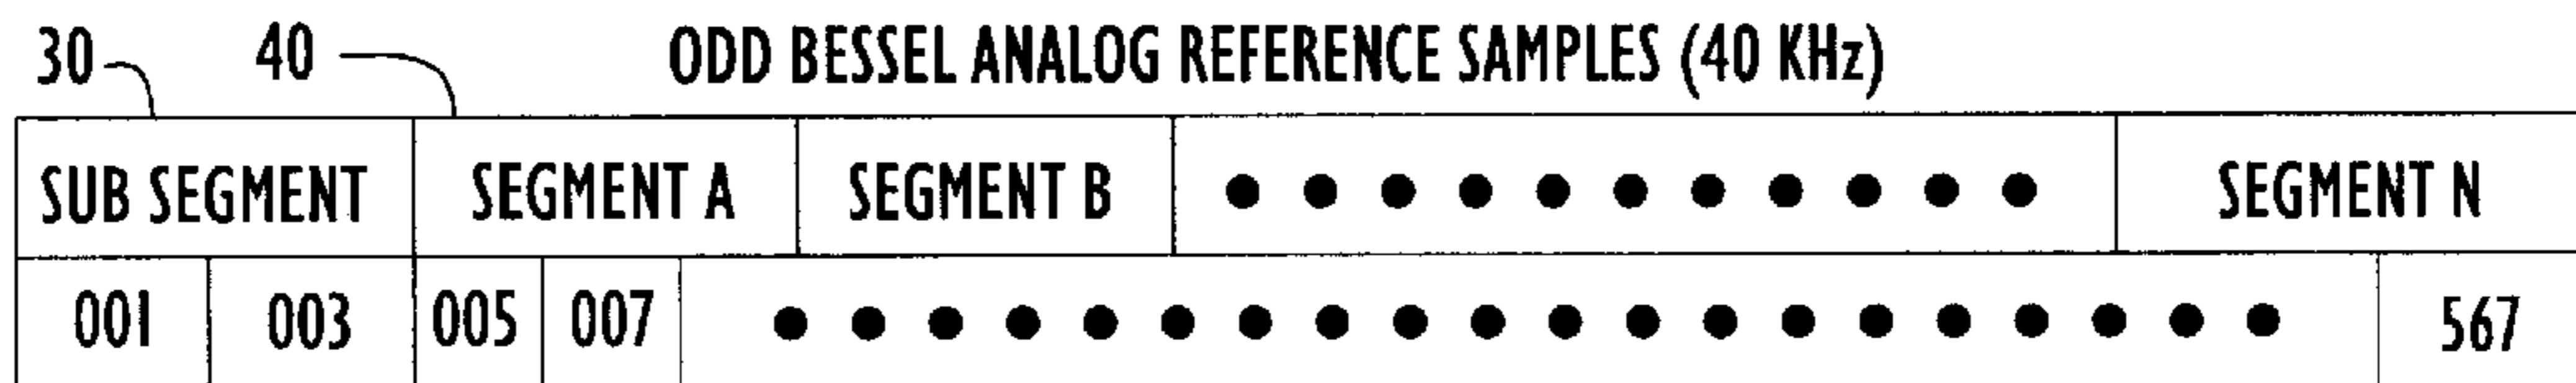 30 40 ODD BESSEL ANALOG REFERENCE SAMPLES (40 KHz)
SUB SEGMENT SEGMENT A SEGMENT B ● ● ● ● ● ● ● ● ● ● ● SEGMENT N
001 003 005 007 ● ● ● ● ● ● ● ● ● ● ● ● ● ● ● ● ● ● ● ● 567